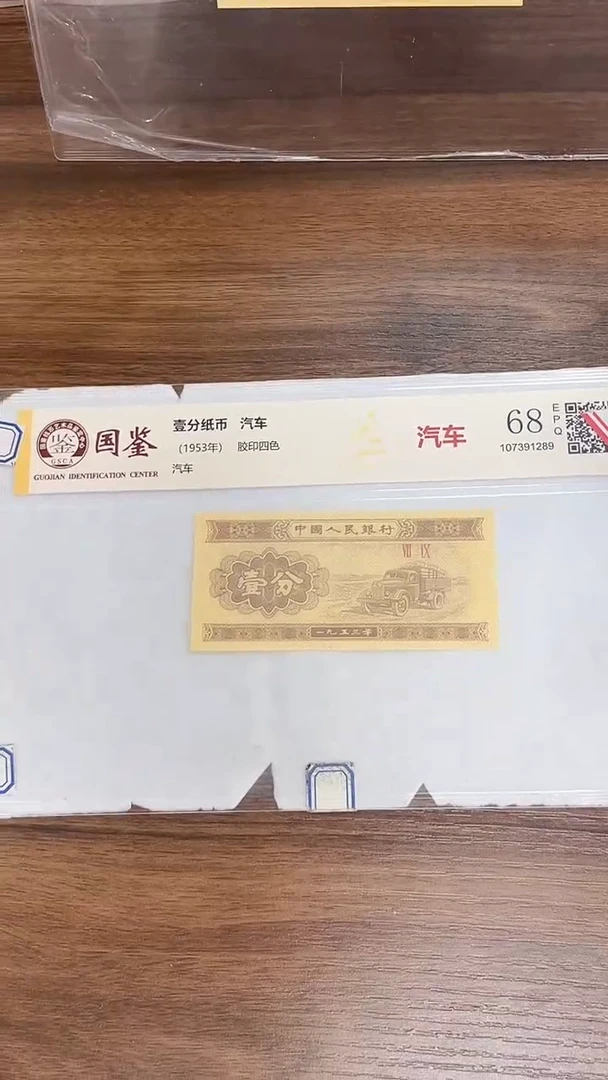 国鉴
GSCA
GUOJIAN IDENTIFICATION CENTER
壹分纸币 汽车
(1953年) 胶印四色
汽车
汽车
68
EPQ
107391289
中國人民銀行
VII IX
壹分
一九五三年